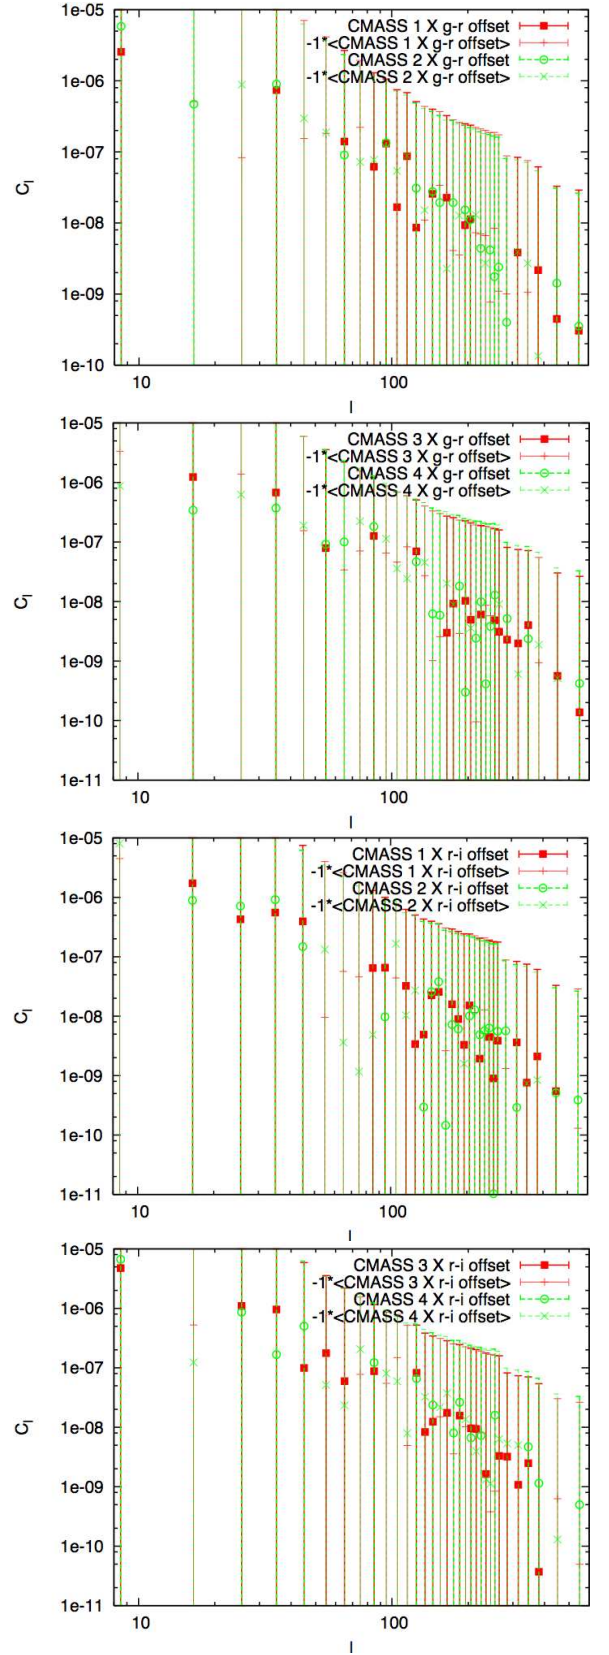 1e-05
CMASS 1 X g-r offset
-1*<CMASS 1 X g-r offset>
CMASS 2 X g-r offset
-1*<CMASS 2 X g-r offset>
1e-06
1e-07
C_l
1e-08
1e-09
1e-10
10 100
l
1e-05
CMASS 3 X g-r offset
-1*<CMASS 3 X g-r offset>
CMASS 4 X g-r offset
-1*<CMASS 4 X g-r offset>
1e-06
1e-07
C_l
1e-08
1e-09
1e-10
1e-11
10 100
l
1e-05
CMASS 1 X r-i offset
-1*<CMASS 1 X r-i offset>
CMASS 2 X r-i offset
-1*<CMASS 2 X r-i offset>
1e-06
1e-07
C_l
1e-08
1e-09
1e-10
1e-11
10 100
l
1e-05
CMASS 3 X r-i offset
-1*<CMASS 3 X r-i offset>
CMASS 4 X r-i offset
-1*<CMASS 4 X r-i offset>
1e-06
1e-07
C_l
1e-08
1e-09
1e-10
1e-11
10 100
l